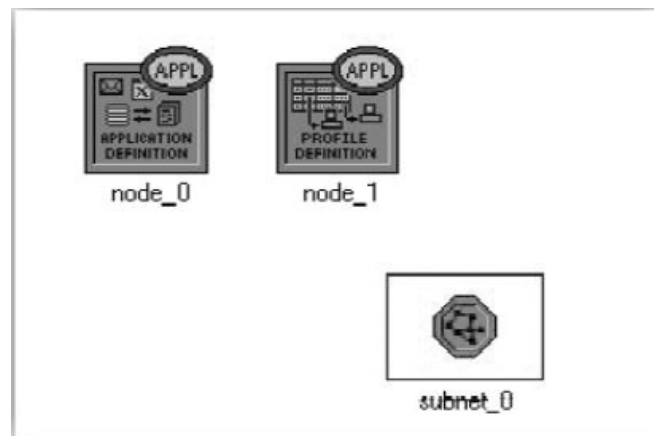 APPL
APPL
APPLICATION
DEFINITION
PROFILE
DEFINITION
node_0
node_1
subnet_0